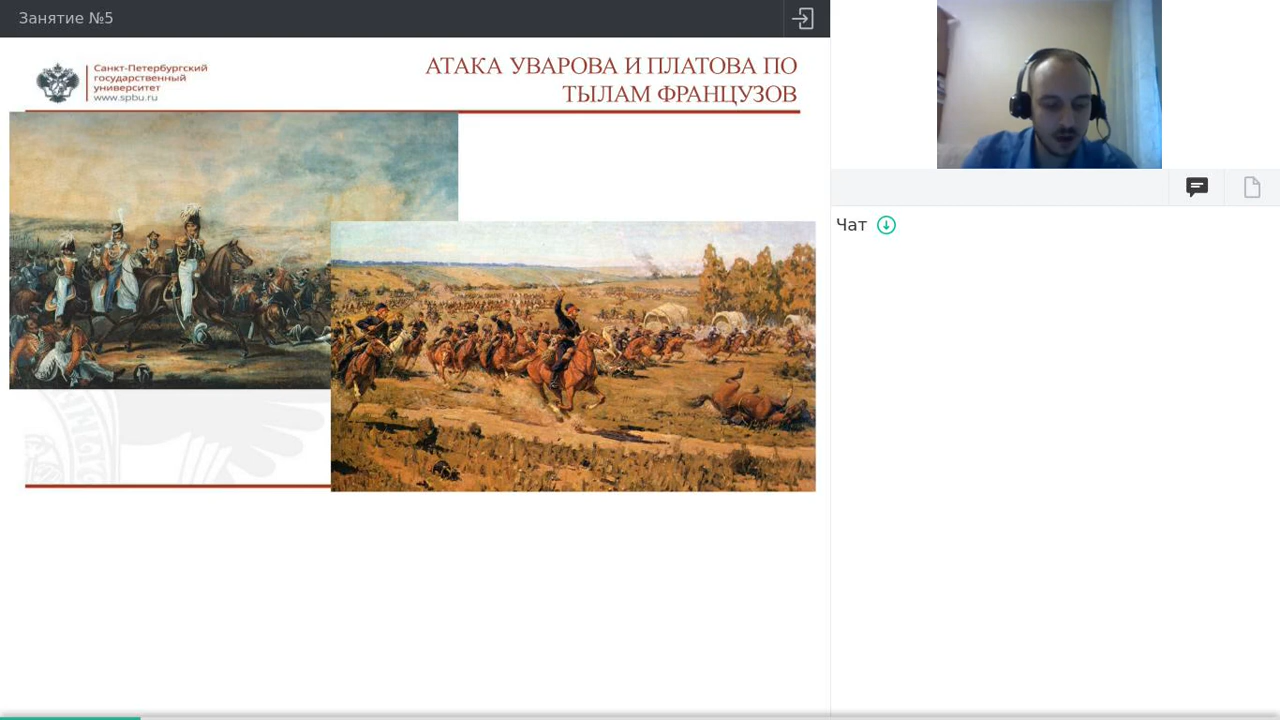 Занятие №5
Санкт-Петербургский
государственный
университет
www.spbu.ru
АТАКА УВАРОВА И ПЛАТОВА ПО
ТЫЛАМ ФРАНЦУЗОВ
Чат